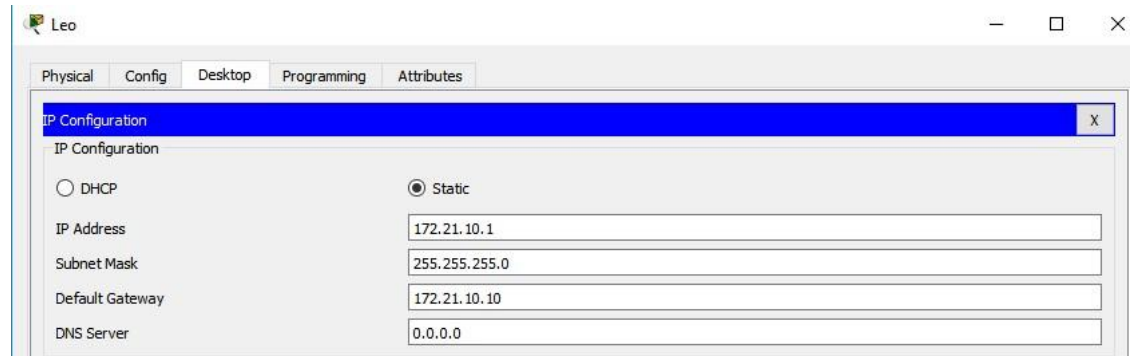 Leo
Physical Config Desktop Programming Attributes
IP Configuration X
IP Configuration
DHCP Static
IP Address 172.21.10.1
Subnet Mask 255.255.255.0
Default Gateway 172.21.10.10
DNS Server 0.0.0.0